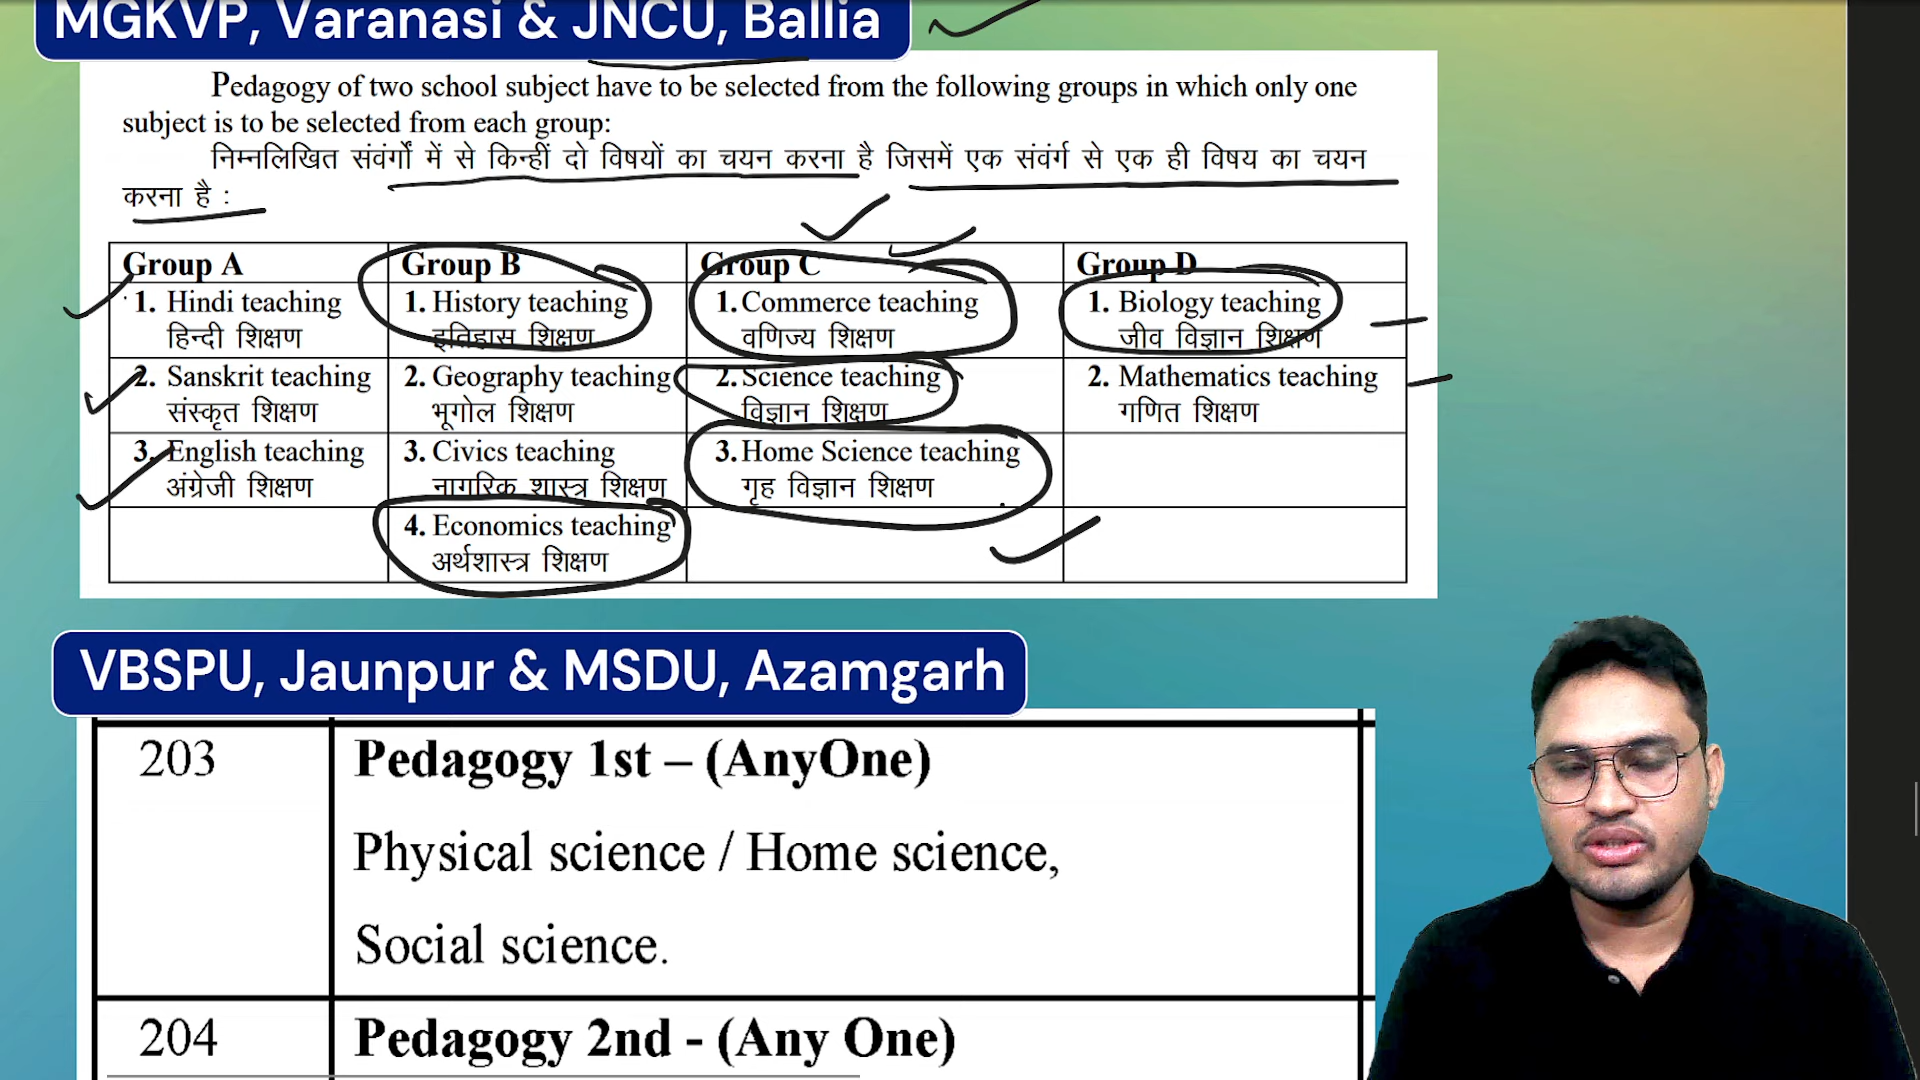 MGKVP, Varanasi & JNCU, Ballia
Pedagogy of two school subject have to be selected from the following groups in which only one
subject is to be selected from each group:
निम्नलिखित संवंर्गों में से किन्हीं दो विषयों का चयन करना है जिसमें एक संवंर्ग से एक ही विषय का चयन
करना है :
Group A Group B Group C Group D
1. Hindi teaching 1. History teaching 1. Commerce teaching 1. Biology teaching
हिन्दी शिक्षण इतिहास शिक्षण वणिज्य शिक्षण जीव विज्ञान शिक्षण
2. Sanskrit teaching 2. Geography teaching 2. Science teaching 2. Mathematics teaching
संस्कृत शिक्षण भूगोल शिक्षण विज्ञान शिक्षण गणित शिक्षण
3. English teaching 3. Civics teaching 3. Home Science teaching
अंग्रेजी शिक्षण नागरिक शास्त्र शिक्षण गृह विज्ञान शिक्षण
4. Economics teaching
अर्थशास्त्र शिक्षण
VBSPU, Jaunpur & MSDU, Azamgarh
203 Pedagogy 1st – (AnyOne)
Physical science / Home science,
Social science.
204 Pedagogy 2nd - (Any One)